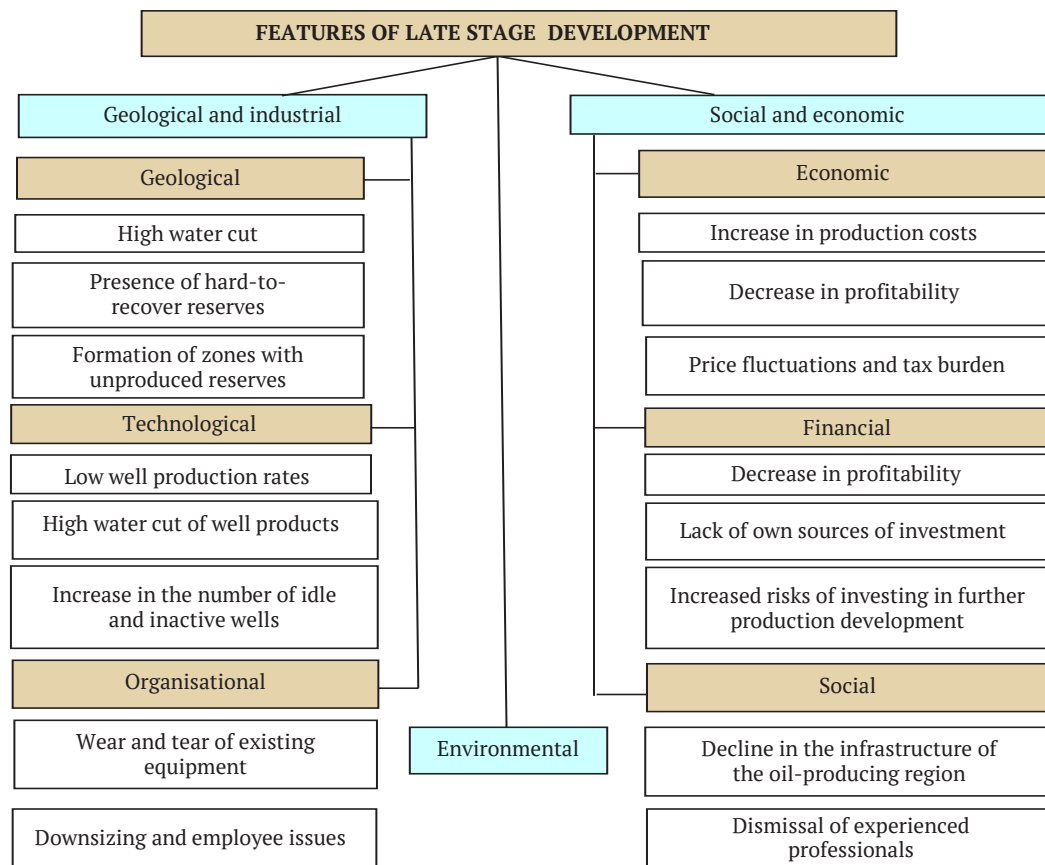 FEATURES OF LATE STAGE DEVELOPMENT
Geological and industrial
Geological
High water cut
Presence of hard-to-
recover reserves
Formation of zones with
unproduced reserves
Technological
Low well production rates
High water cut of well products
Increase in the number of idle
and inactive wells
Organisational
Wear and tear of existing
equipment
Downsizing and employee issues
Environmental
Social and economic
Economic
Increase in production costs
Decrease in profitability
Price fluctuations and tax burden
Financial
Decrease in profitability
Lack of own sources of investment
Increased risks of investing in further
production development
Social
Decline in the infrastructure of
the oil-producing region
Dismissal of experienced
professionals